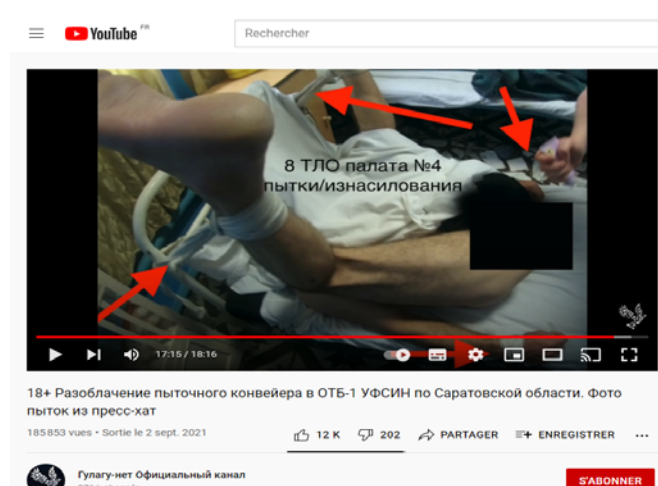 YouTube FR
Rechercher
8 ТЛО палата №4
пытки/изнасилования
17:15 / 18:16
18+ Разоблачение пыточного конвейера в ОТБ-1 УФСИН по Саратовской области. Фото
пыток из пресс-хат
185 853 vues • Sortie le 2 sept. 2021
12 K
202
PARTAGER
ENREGISTRER
Гулагу-нет Официальный канал
S'ABONNER